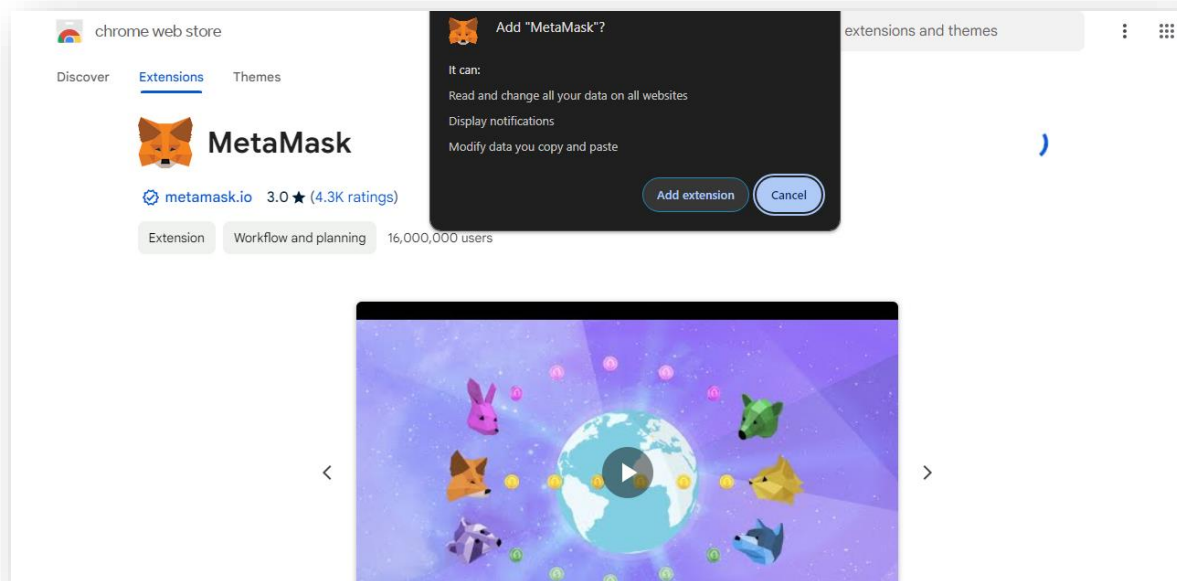 chrome web store
Add "MetaMask"?
extensions and themes
Discover
Extensions
Themes
It can:
Read and change all your data on all websites
Display notifications
Modify data you copy and paste
Add extension
Cancel
MetaMask
metamask.io 3.0 ★ (4.3K ratings)
Extension
Workflow and planning
16,000,000 users